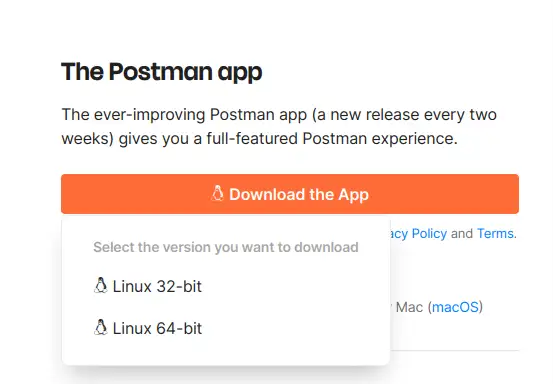 The Postman app
The ever-improving Postman app (a new release every two
weeks) gives you a full-featured Postman experience.
Download the App
Select the version you want to download
Policy and Terms.
Linux 32-bit
Mac (macOS)
Linux 64-bit